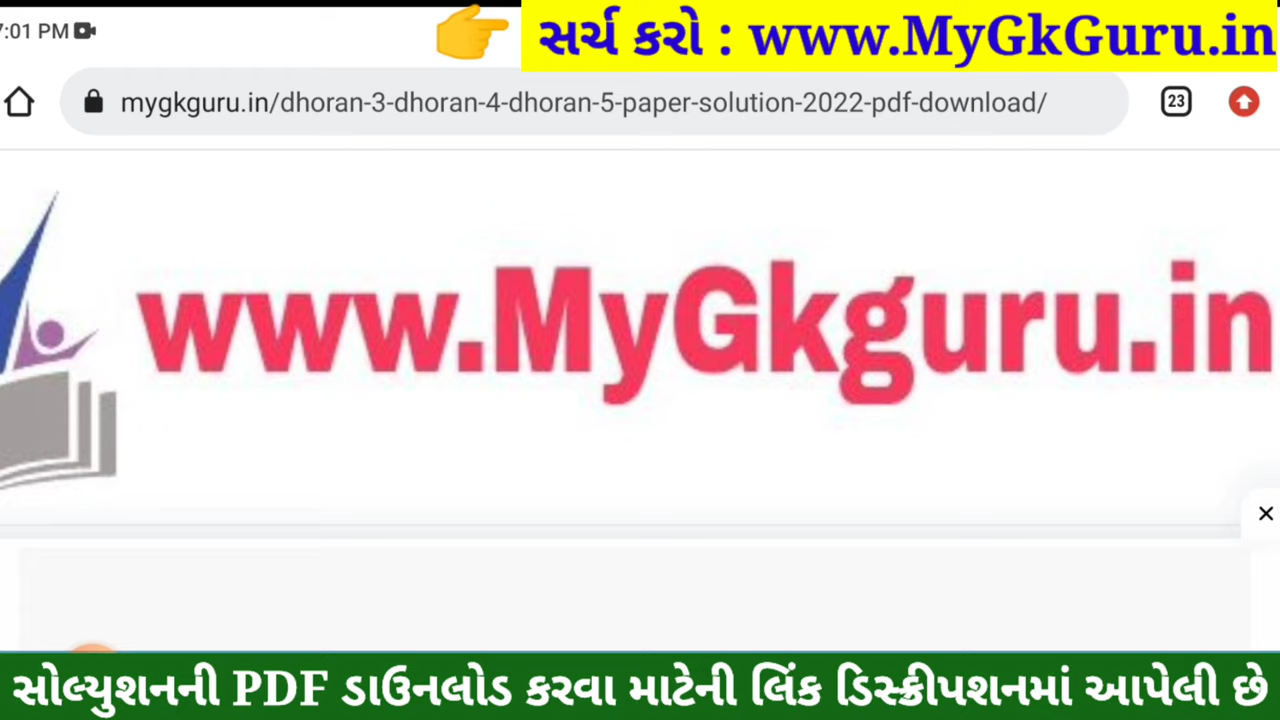 7:01 PM
👉 સર્ચ કરો : www.MyGkGuru.in
mygkguru.in/dhoran-3-dhoran-4-dhoran-5-paper-solution-2022-pdf-download/
23
www.MyGkguru.in
સોલ્યુશનની PDF ડાઉનલોડ કરવા માટેની લિંક ડિસ્ક્રીપશનમાં આપેલી છે